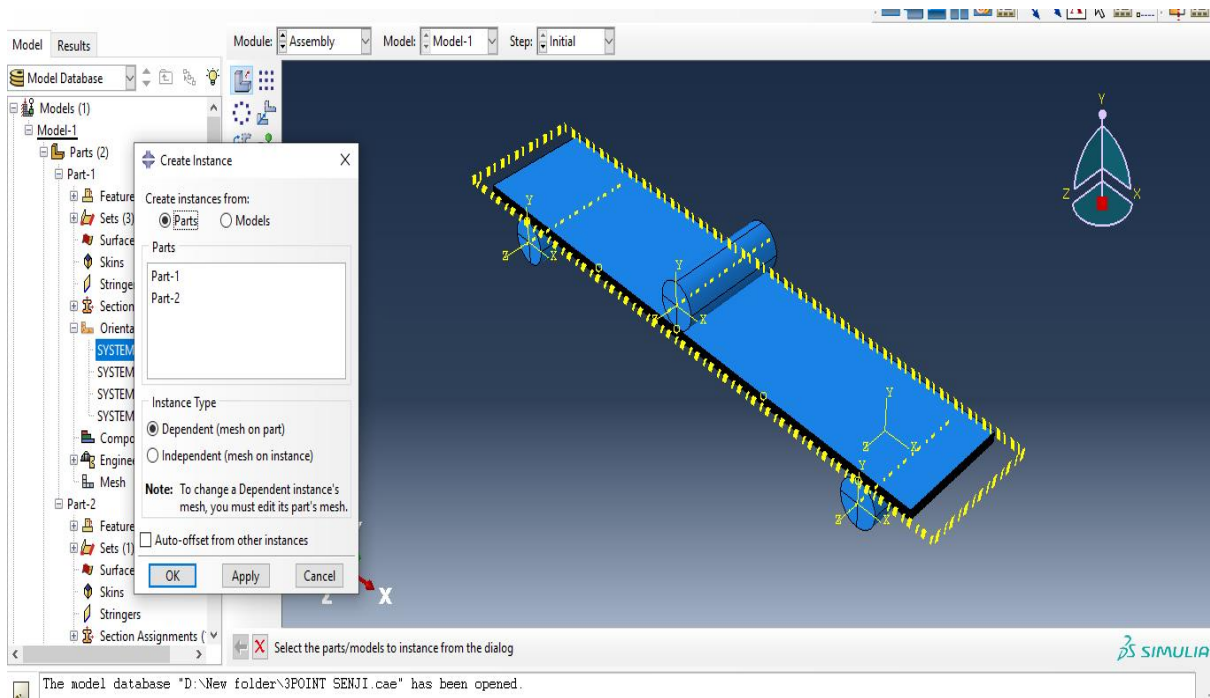 Model Results
Module: Assembly Model: Model-1 Step: Initial
Model Database
Models (1)
Model-1
Parts (2)
Part-1
Feature
Sets (3)
Surface
Skins
Stringe
Section
Orienta
SYSTEM
SYSTEM
SYSTEM
SYSTEM
Compo
Engine
Mesh
Part-2
Feature
Sets (1)
Surface
Skins
Stringers
Section Assignments (
Create Instance X
Create instances from:
Parts Models
Parts
Part-1
Part-2
Instance Type
Dependent (mesh on part)
Independent (mesh on instance)
Note: To change a Dependent instance's
mesh, you must edit its part's mesh.
Auto-offset from other instances
OK Apply Cancel
Y
Z X
Y
Z X
Y
Z X
Y
Z X
Y
Z X
Y
Z X
Select the parts/models to instance from the dialog
SIMULIA
The model database "D:\New folder\3POINT SENJI.cae" has been opened.